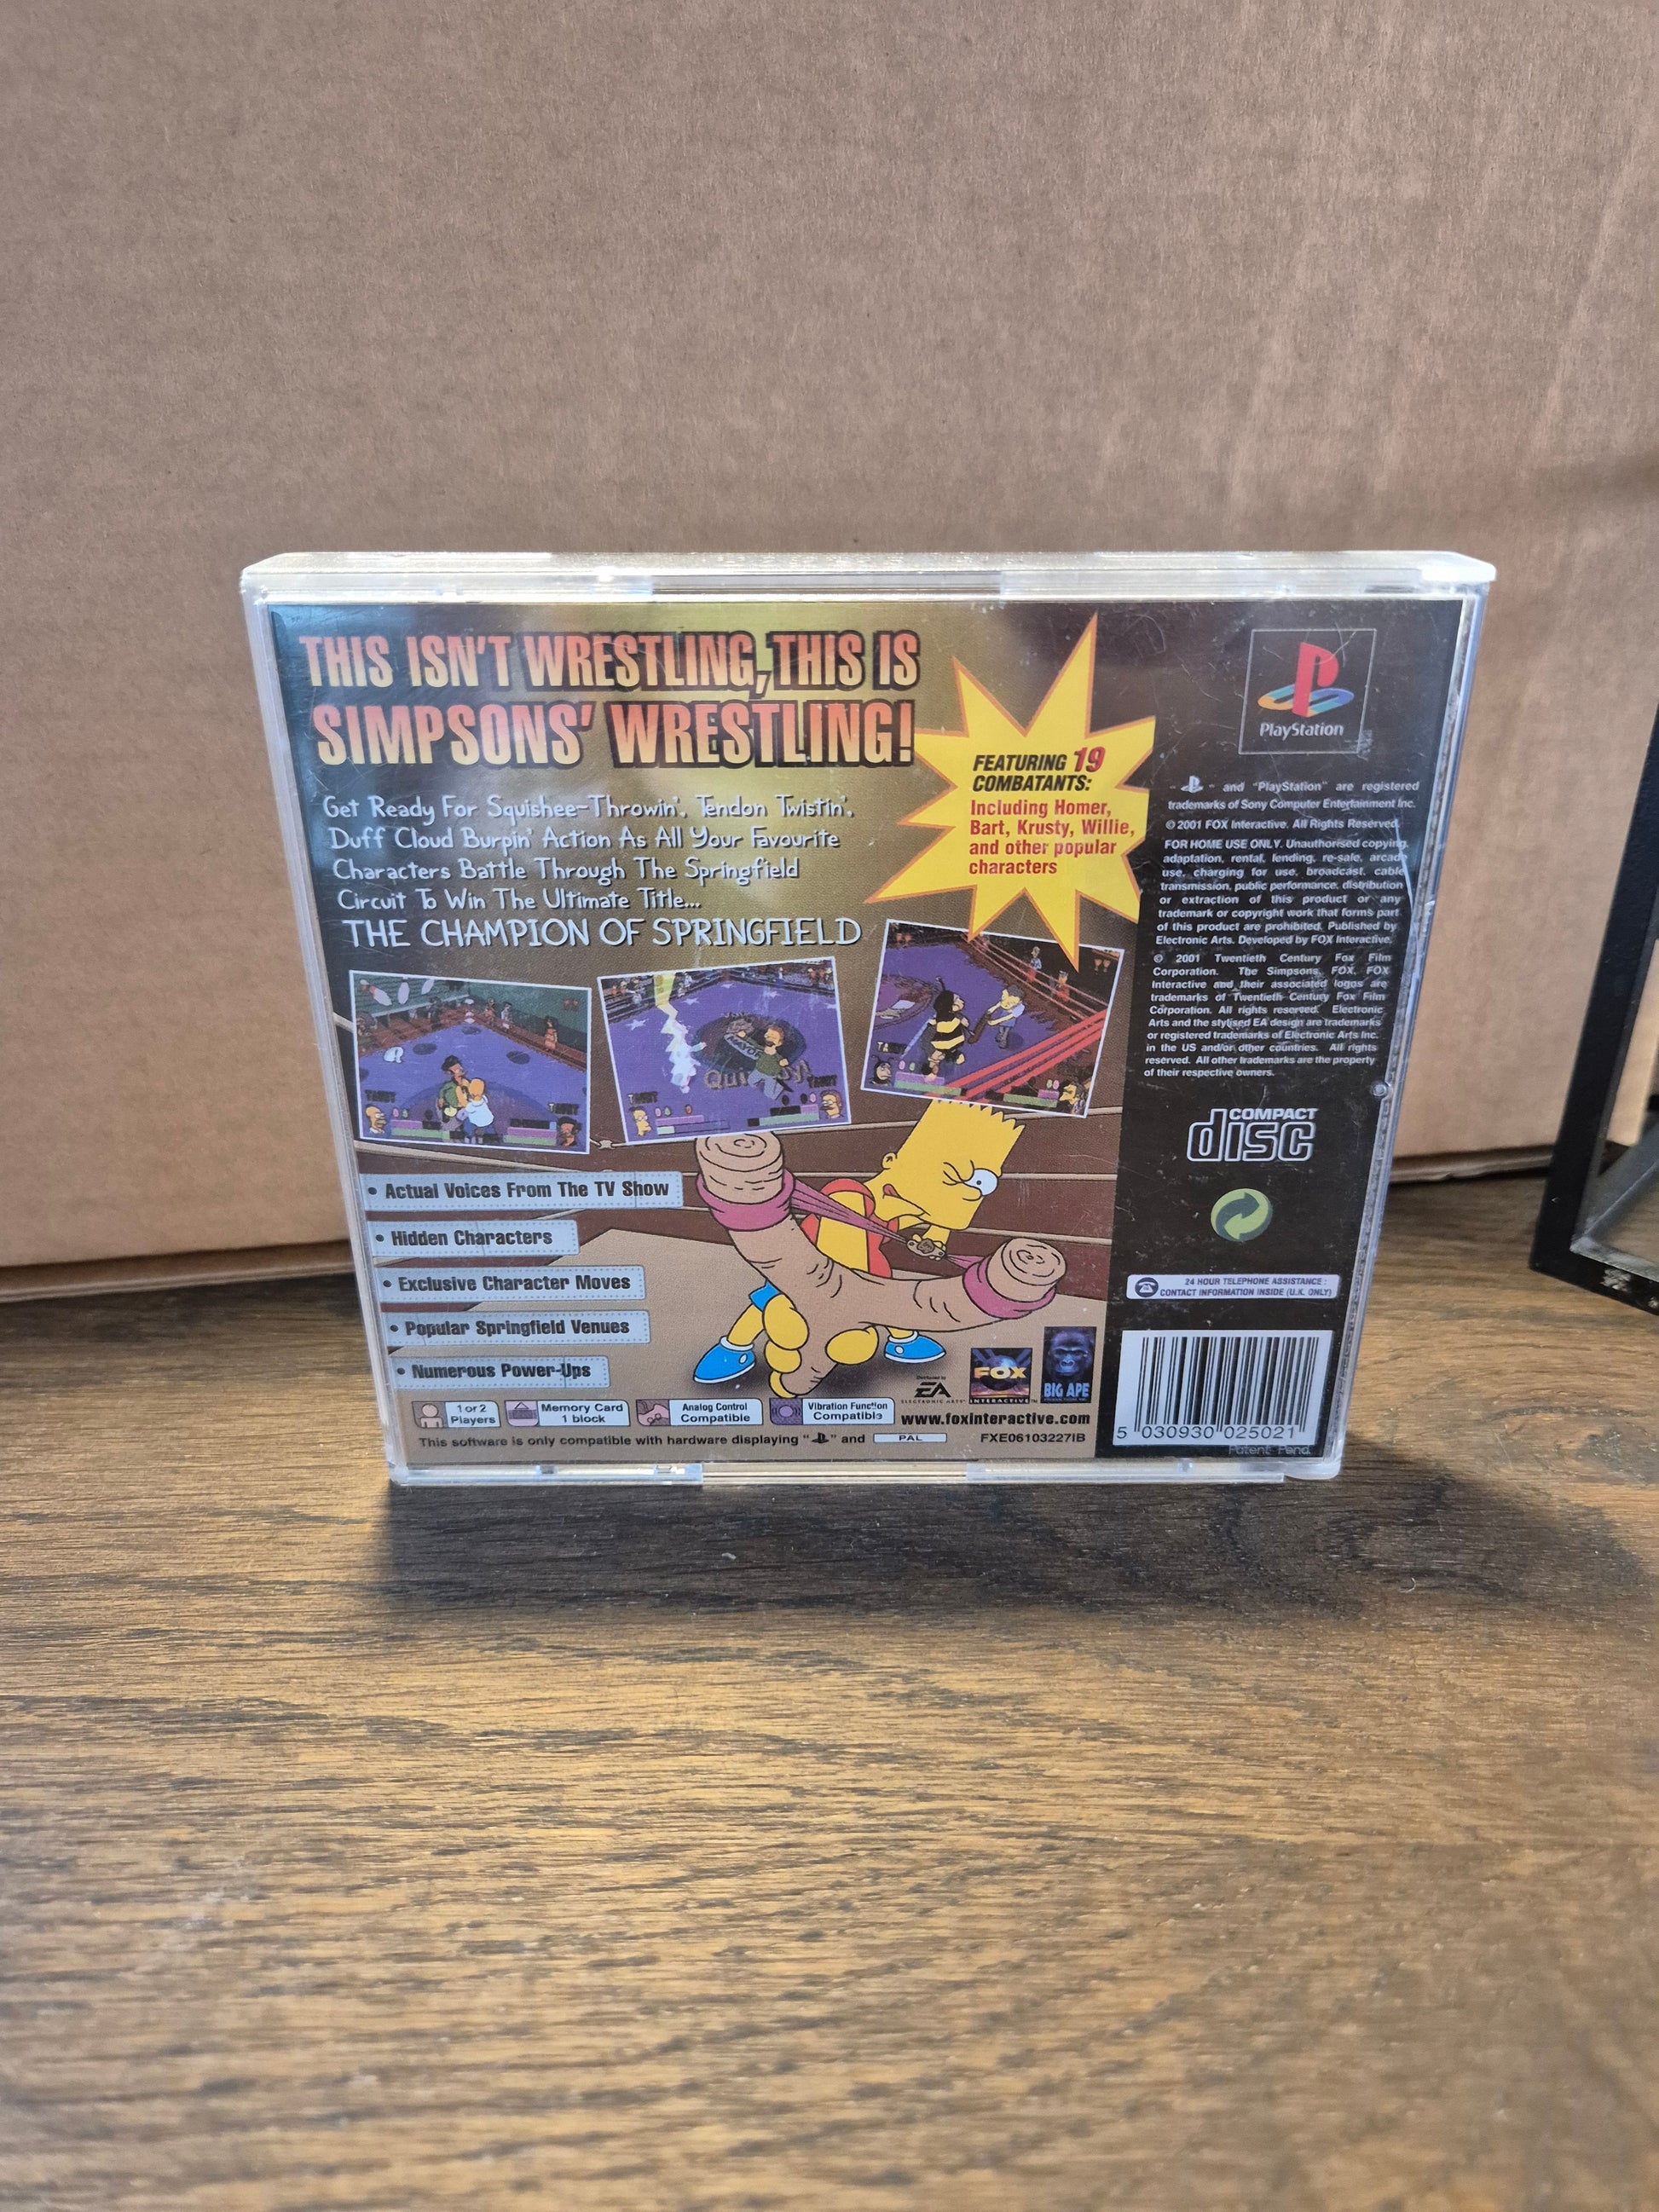 THIS ISN'T WRESTLING, THIS IS
SIMPSONS' WRESTLING!
Get Ready For Squishee-Throwin', Tendon Twistin',
Duff Cloud Burpin' Action As All Your Favourite
Characters Battle Through The Springfield
Circuit To Win The Ultimate Title...
THE CHAMPION OF SPRINGFIELD
FEATURING 19
COMBATANTS:
Including Homer,
Bart, Krusty, Willie,
and other popular
characters
TAUNT
TAUNT
TAUNT
TAUNT
• Actual Voices From The TV Show
• Hidden Characters
• Exclusive Character Moves
• Popular Springfield Venues
• Numerous Power-Ups
1 or 2
Players
Memory Card
1 block
Analog Control
Compatible
Vibration Function
Compatible
Distributed by
EA
ELECTRONIC ARTS
FOX
INTERACTIVE
BIG APE
www.foxinteractive.com
This software is only compatible with hardware displaying " " and PAL
FXE06103227IB
PlayStation
" " and "PlayStation" are registered
trademarks of Sony Computer Entertainment Inc.
© 2001 FOX Interactive. All Rights Reserved.
FOR HOME USE ONLY. Unauthorised copying,
adaptation, rental, lending, re-sale, arcade
use, charging for use, broadcast, cable
transmission, public performance, distribution
or extraction of this product or any
trademark or copyright work that forms part
of this product are prohibited. Published by
Electronic Arts. Developed by FOX Interactive.
© 2001 Twentieth Century Fox Film
Corporation. The Simpsons, FOX, FOX
Interactive and their associated logos are
trademarks of Twentieth Century Fox Film
Corporation. All rights reserved. Electronic
Arts and the stylised EA design are trademarks
or registered trademarks of Electronic Arts Inc.
in the US and/or other countries. All rights
reserved. All other trademarks are the property
of their respective owners.
COMPACT
disc
24 HOUR TELEPHONE ASSISTANCE :
CONTACT INFORMATION INSIDE (U.K. ONLY)
5 030930 025021
Patent Pend.